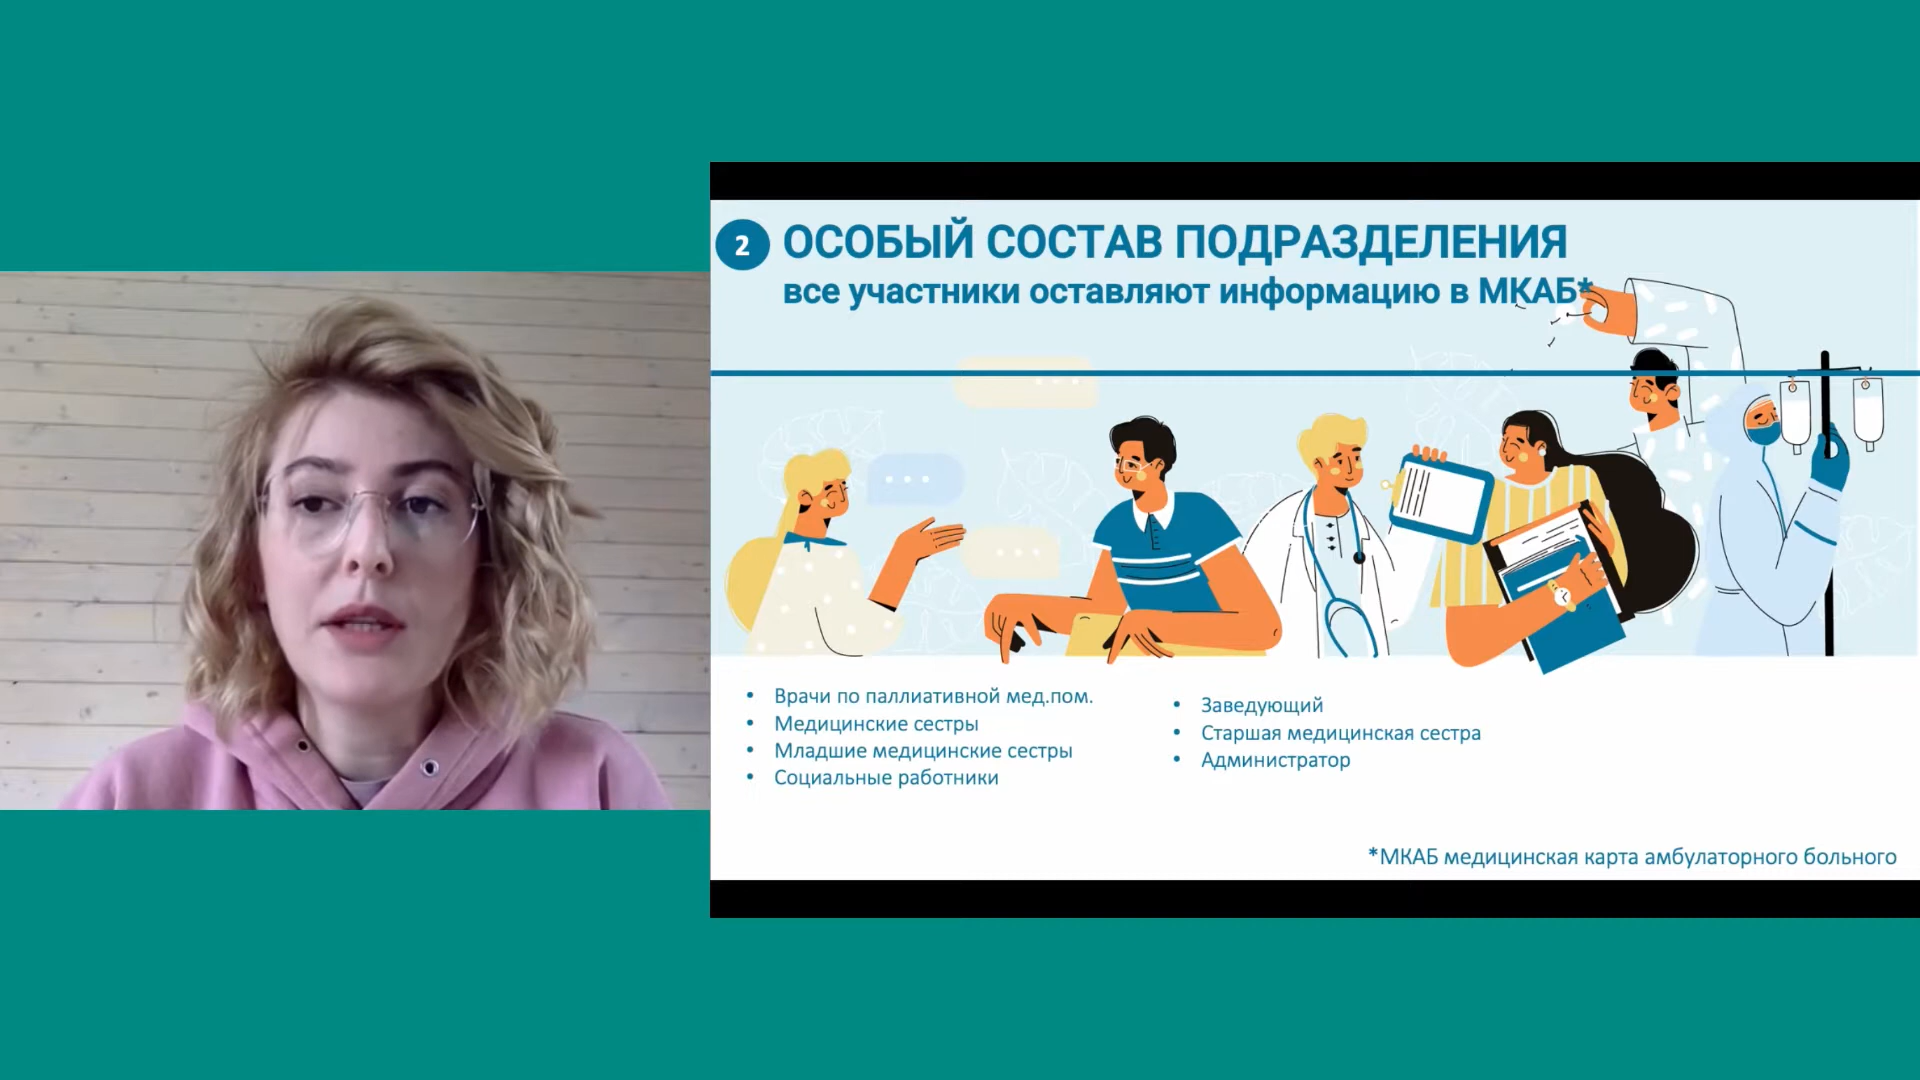 2
ОСОБЫЙ СОСТАВ ПОДРАЗДЕЛЕНИЯ
все участники оставляют информацию в МКАБ*
• Врачи по паллиативной мед.пом.
• Медицинские сестры
• Младшие медицинские сестры
• Социальные работники
• Заведующий
• Старшая медицинская сестра
• Администратор
*МКАБ медицинская карта амбулаторного больного